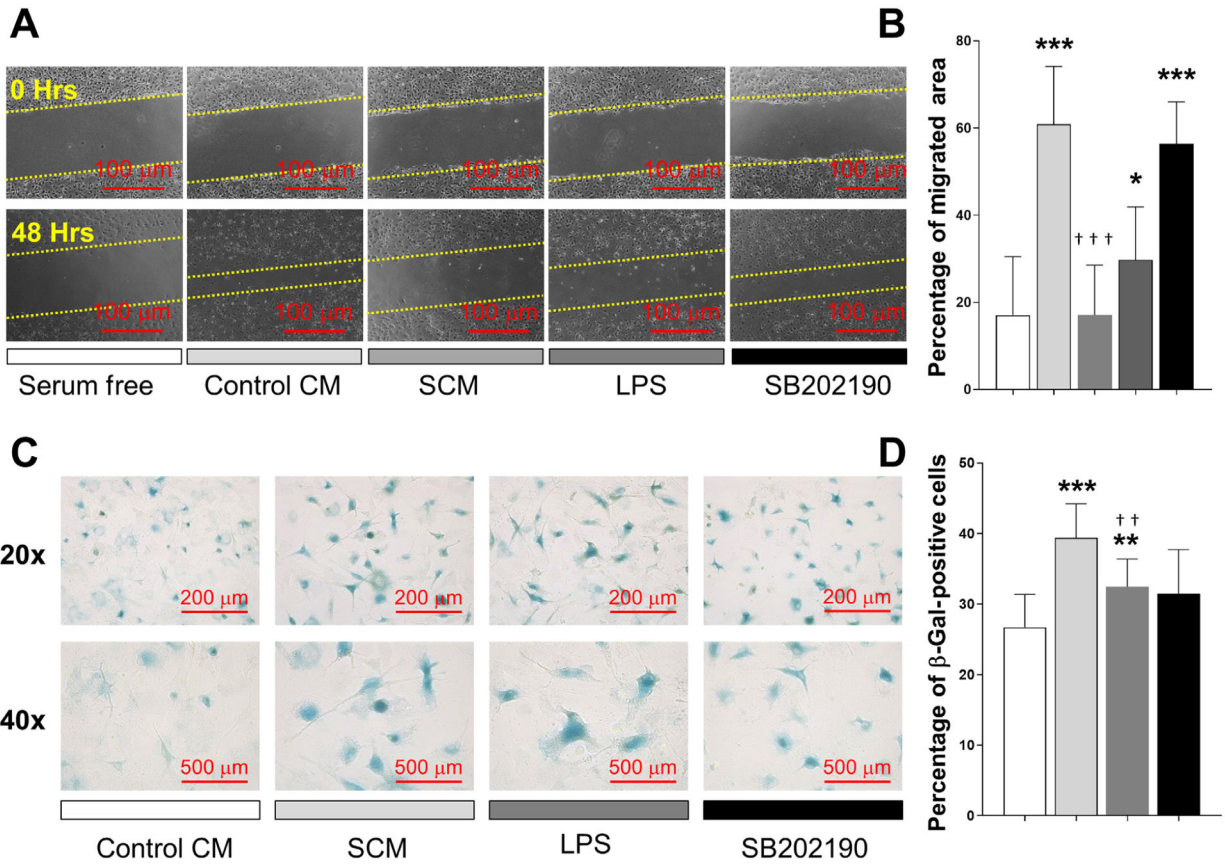 A
0 Hrs
100 μm
100 μm
100 μm
100 μm
100 μm
48 Hrs
100 μm
100 μm
100 μm
100 μm
100 μm
Serum free
Control CM
SCM
LPS
SB202190
B
Percentage of migrated area
80
60
40
20
0
***
†††
*
***
C
20x
200 μm
200 μm
200 μm
200 μm
40x
500 μm
500 μm
500 μm
500 μm
Control CM
SCM
LPS
SB202190
D
Percentage of β-Gal-positive cells
50
40
30
20
10
0
***
††
**